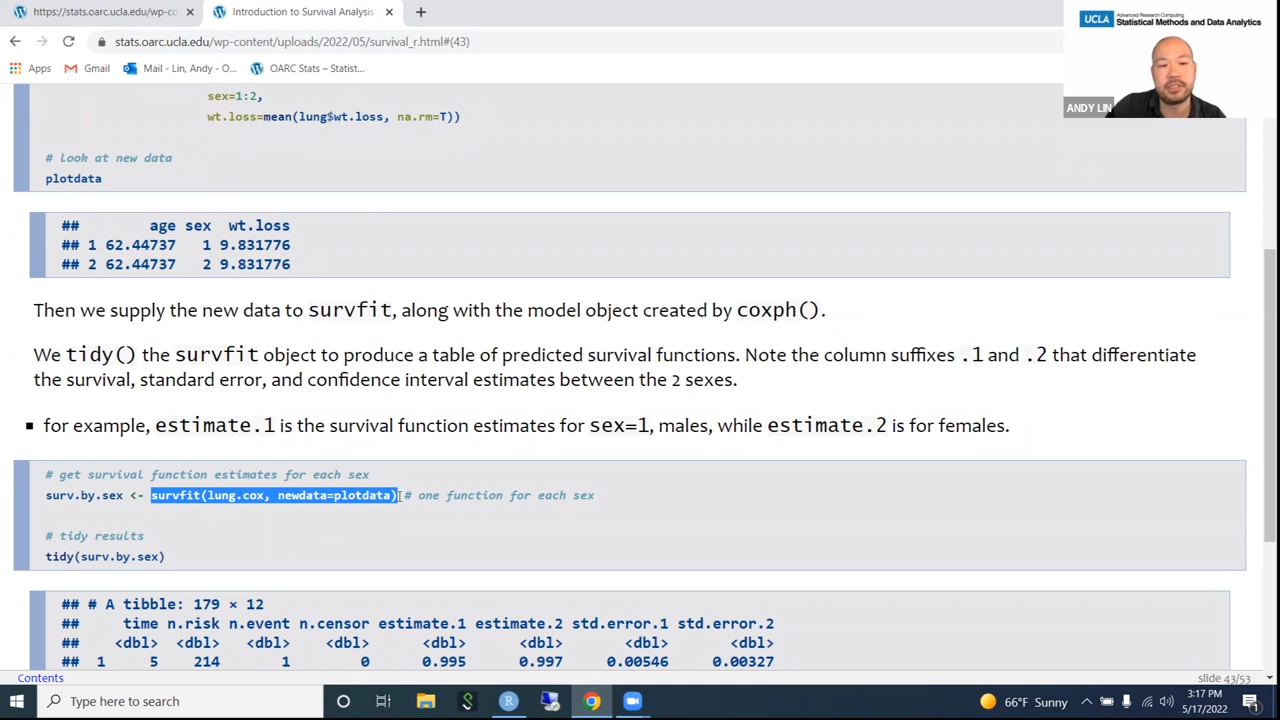 https://stats.oarc.ucla.edu/wp-co
Introduction to Survival Analysis
stats.oarc.ucla.edu/wp-content/uploads/2022/05/survival_r.html#(43)
Apps
Gmail
Mail - Lin, Andy - O...
OARC Stats – Statist...
UCLA
Advanced Research Computing
Statistical Methods and Data Analytics
ANDY LIN
sex=1:2,
wt.loss=mean(lung$wt.loss, na.rm=T))
# look at new data
plotdata
## age sex wt.loss
## 1 62.44737 1 9.831776
## 2 62.44737 2 9.831776
Then we supply the new data to survfit, along with the model object created by coxph().
We tidy() the survfit object to produce a table of predicted survival functions. Note the column suffixes .1 and .2 that differentiate
the survival, standard error, and confidence interval estimates between the 2 sexes.
for example, estimate.1 is the survival function estimates for sex=1, males, while estimate.2 is for females.
# get survival function estimates for each sex
surv.by.sex <- survfit(lung.cox, newdata=plotdata) # one function for each sex
# tidy results
tidy(surv.by.sex)
## # A tibble: 179 × 12
## time n.risk n.event n.censor estimate.1 estimate.2 std.error.1 std.error.2
## <dbl> <dbl> <dbl> <dbl> <dbl> <dbl> <dbl> <dbl>
## 1 5 214 1 0 0.995 0.997 0.00546 0.00327
Contents
slide 43/53
Type here to search
66°F Sunny
3:17 PM
5/17/2022